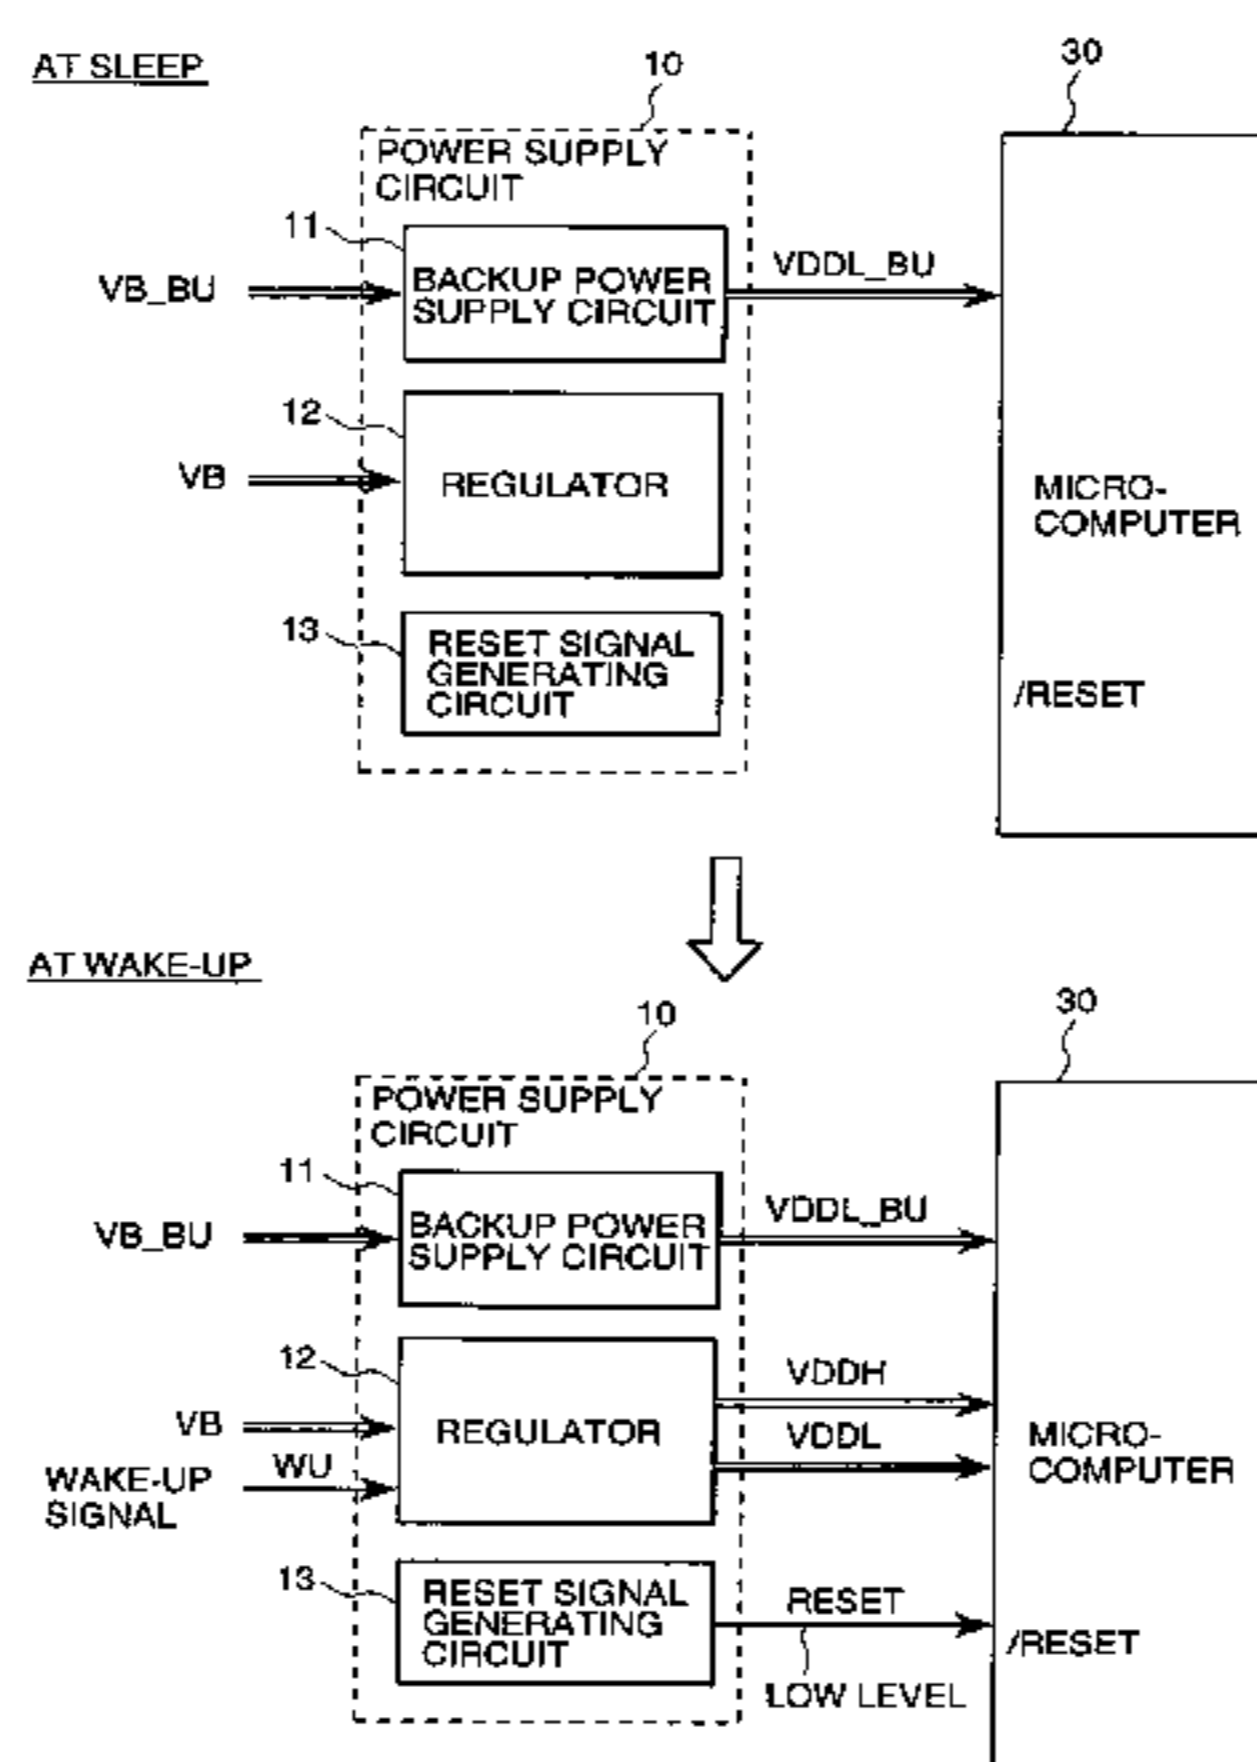 AT SLEEP
10
30
POWER SUPPLY
CIRCUIT
11
VB_BU
BACKUP POWER
SUPPLY CIRCUIT
VDDL_BU
12
VB
REGULATOR
MICRO-
COMPUTER
13
RESET SIGNAL
GENERATING
CIRCUIT
/RESET
AT WAKE-UP
10
30
POWER SUPPLY
CIRCUIT
11
VB_BU
BACKUP POWER
SUPPLY CIRCUIT
VDDL_BU
12
VB
WU
WAKE-UP
SIGNAL
REGULATOR
VDDH
VDDL
MICRO-
COMPUTER
13
RESET SIGNAL
GENERATING
CIRCUIT
RESET
LOW LEVEL
/RESET